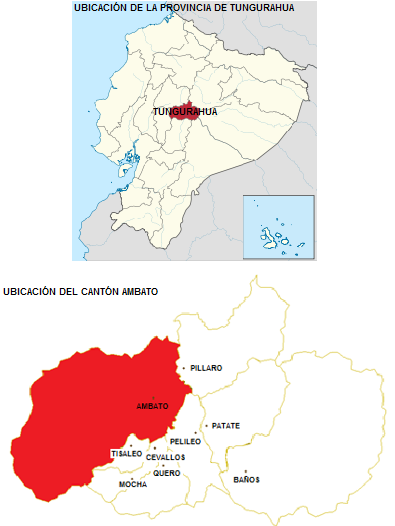 UBICACIÓN DE LA PROVINCIA DE TUNGURAHUA
TUNGURAHUA
UBICACIÓN DEL CANTÓN AMBATO
PILLARO
AMBATO
PATATE
PELILEO
TISALEO
CEVALLOS
QUERO
BAÑOS
MOCHA